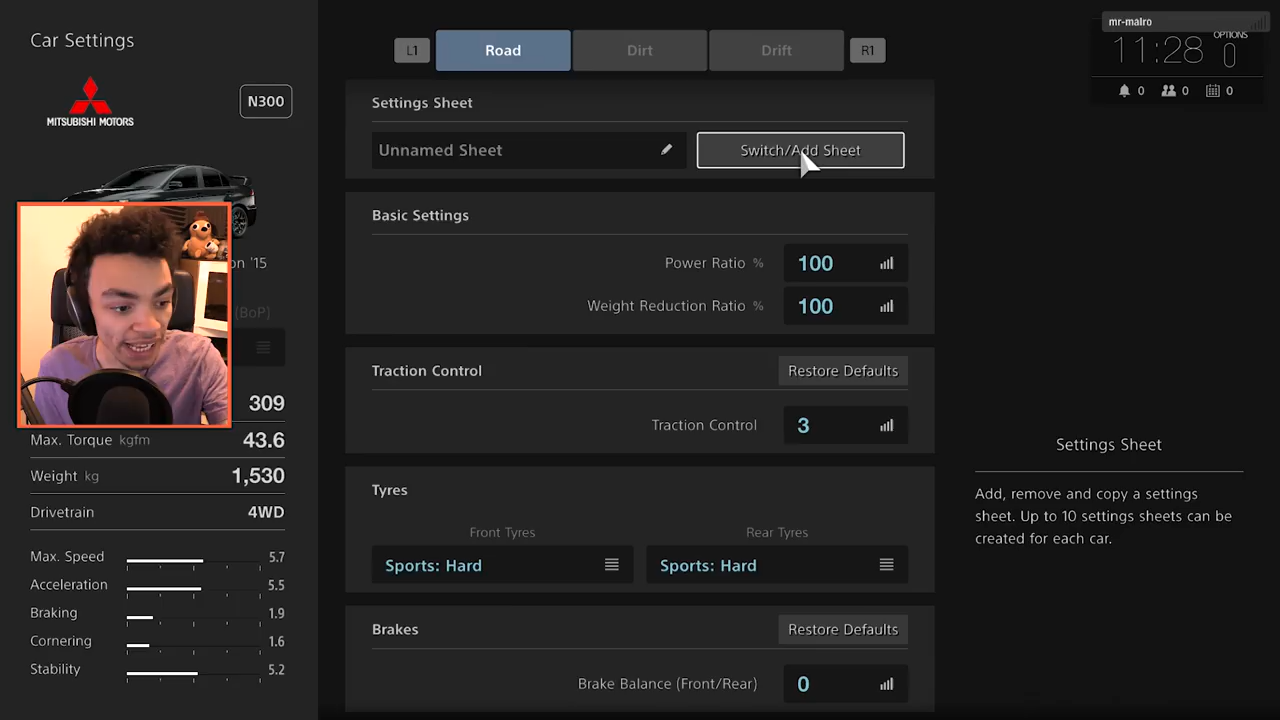 Car Settings
MITSUBISHI MOTORS
N300
on '15
(BoP)
309
Max. Torque kgfm 43.6
Weight kg 1,530
Drivetrain 4WD
Max. Speed 5.7
Acceleration 5.5
Braking 1.9
Cornering 1.6
Stability 5.2
L1 Road Dirt Drift R1
Settings Sheet
Unnamed Sheet Switch/Add Sheet
Basic Settings
Power Ratio % 100
Weight Reduction Ratio % 100
Traction Control Restore Defaults
Traction Control 3
Tyres
Front Tyres Rear Tyres
Sports: Hard Sports: Hard
Brakes Restore Defaults
Brake Balance (Front/Rear) 0
mr-malro
11:28 OPTIONS
0 0 0
Settings Sheet
Add, remove and copy a settings
sheet. Up to 10 settings sheets can be
created for each car.